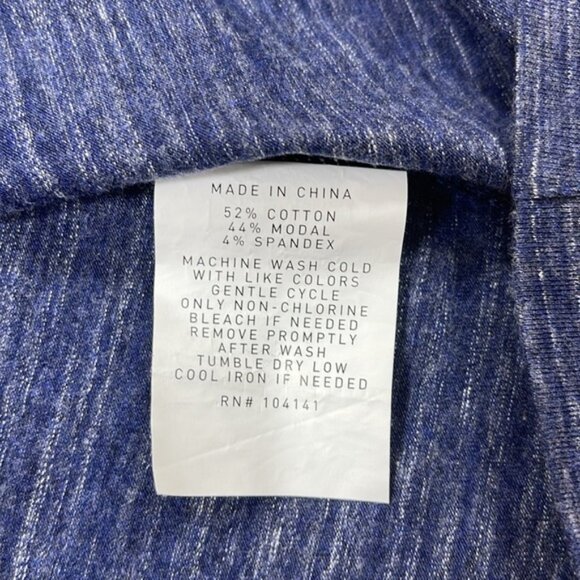 MADE IN CHINA
52% COTTON
44% MODAL
4% SPANDEX
MACHINE WASH COLD
WITH LIKE COLORS
GENTLE CYCLE
ONLY NON-CHLORINE
BLEACH IF NEEDED
REMOVE PROMPTLY
AFTER WASH
TUMBLE DRY LOW
COOL IRON IF NEEDED
RN# 104141